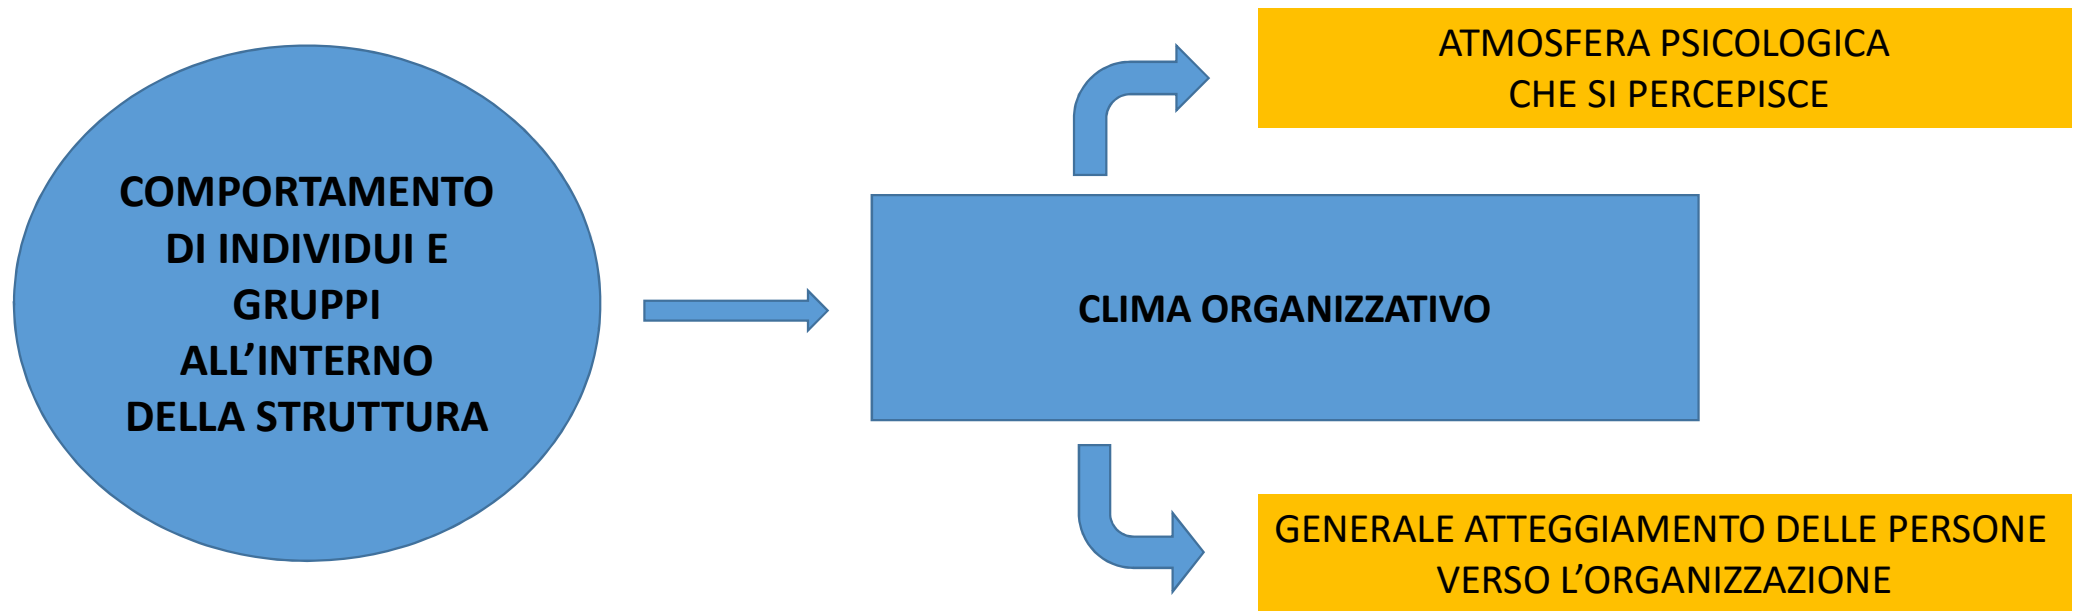 COMPORTAMENTO
DI INDIVIDUI E
GRUPPI
ALL’INTERNO
DELLA STRUTTURA
CLIMA ORGANIZZATIVO
ATMOSFERA PSICOLOGICA
CHE SI PERCEPISCE
GENERALE ATTEGGIAMENTO DELLE PERSONE
VERSO L’ORGANIZZAZIONE